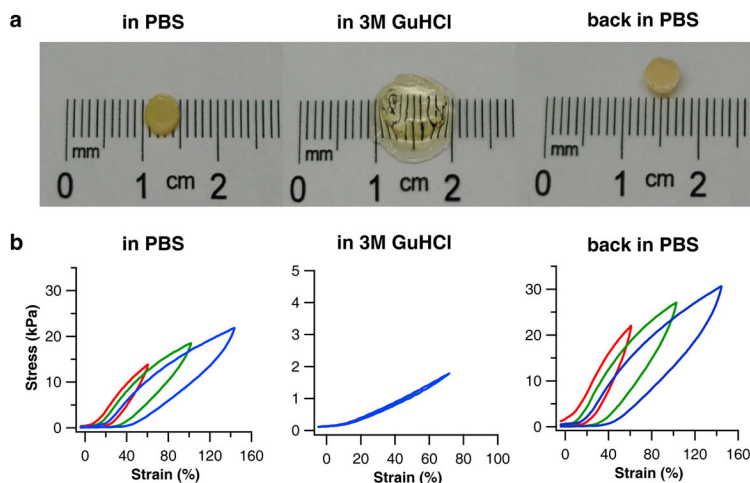 a
in PBS
in 3M GuHCl
back in PBS
mm
0 1 cm 2
mm
0 1 cm 2
mm
0 1 cm 2
b
in PBS
in 3M GuHCl
back in PBS
Stress (kPa)
30
20
10
0
0 40 80 120 160
Strain (%)
5
4
3
2
1
0
0 20 40 60 80 100
Strain (%)
30
20
10
0
0 40 80 120 160
Strain (%)